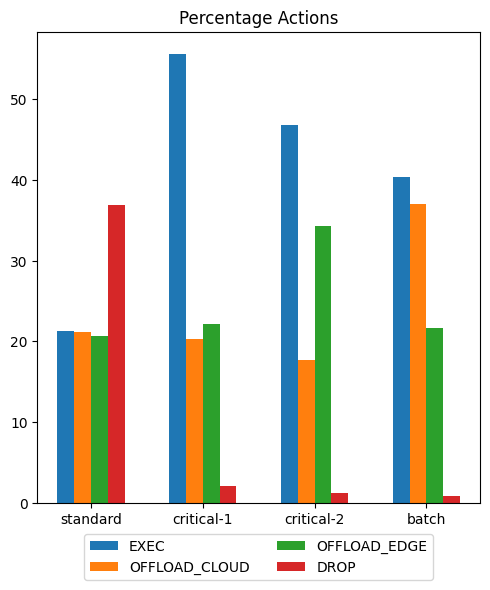 Percentage Actions
50
40
30
20
10
0
standard critical-1 critical-2 batch
EXEC OFFLOAD_EDGE
OFFLOAD_CLOUD DROP